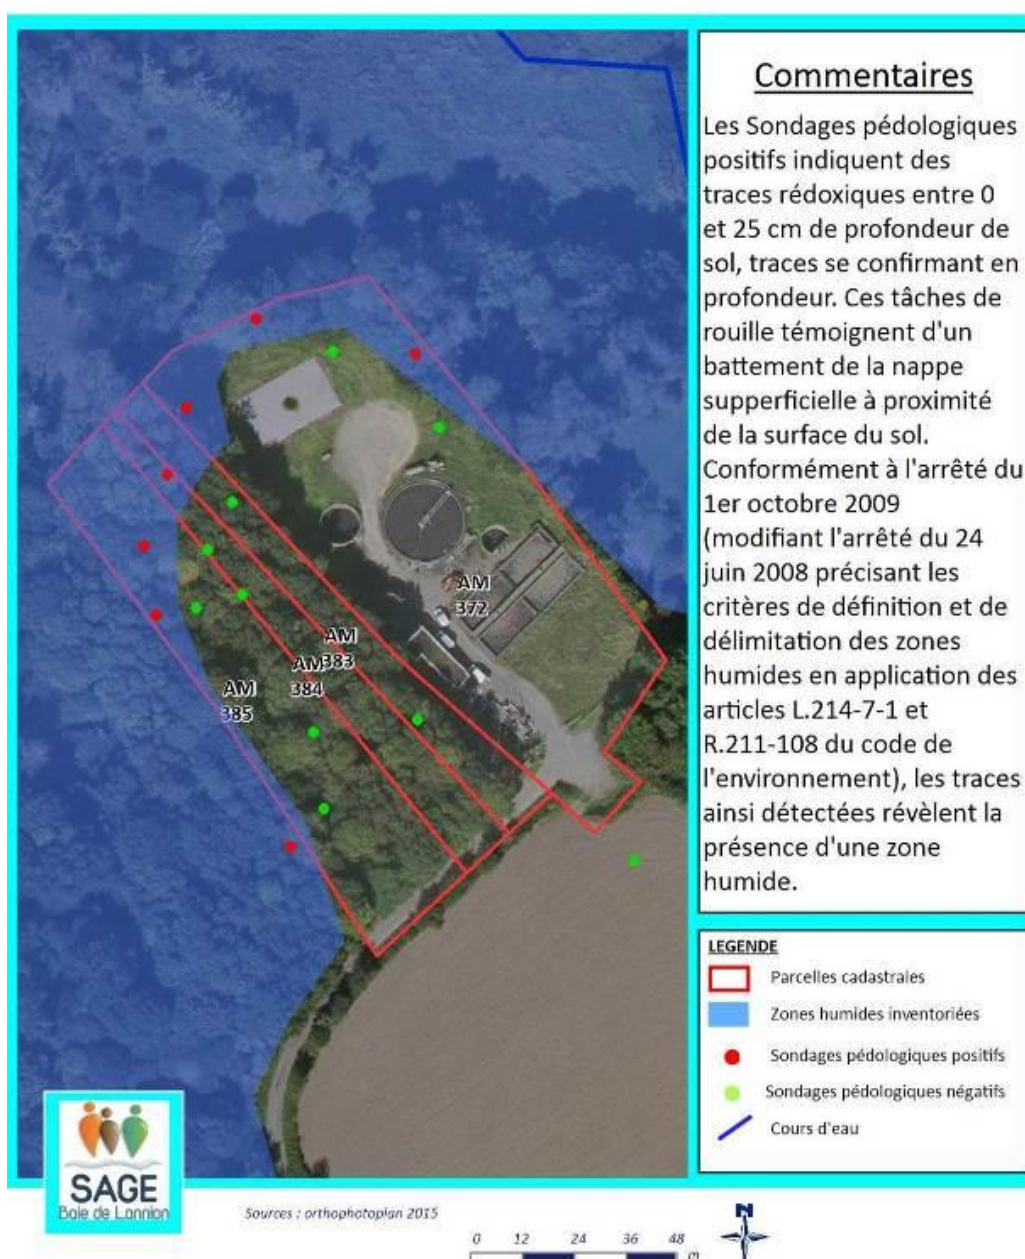 Commentaires
Les Sondages pédologiques
positifs indiquent des
traces rédoxiques entre 0
et 25 cm de profondeur de
sol, traces se confirmant en
profondeur. Ces tâches de
rouille témoignent d'un
battement de la nappe
supperficielle à proximité
de la surface du sol.
Conformément à l'arrêté du
1er octobre 2009
(modifiant l'arrêté du 24
juin 2008 précisant les
critères de définition et de
délimitation des zones
humides en application des
articles L.214-7-1 et
R.211-108 du code de
l'environnement), les traces
ainsi détectées révèlent la
présence d'une zone
humide.
AM
372
AM
383
AM
384
AM
385
LEGENDE
Parcelles cadastrales
Zones humides inventoriées
Sondages pédologiques positifs
Sondages pédologiques négatifs
Cours d'eau
SAGE
Baie de Lannion
Sources : orthophotoplan 2015
0 12 24 36 48
N